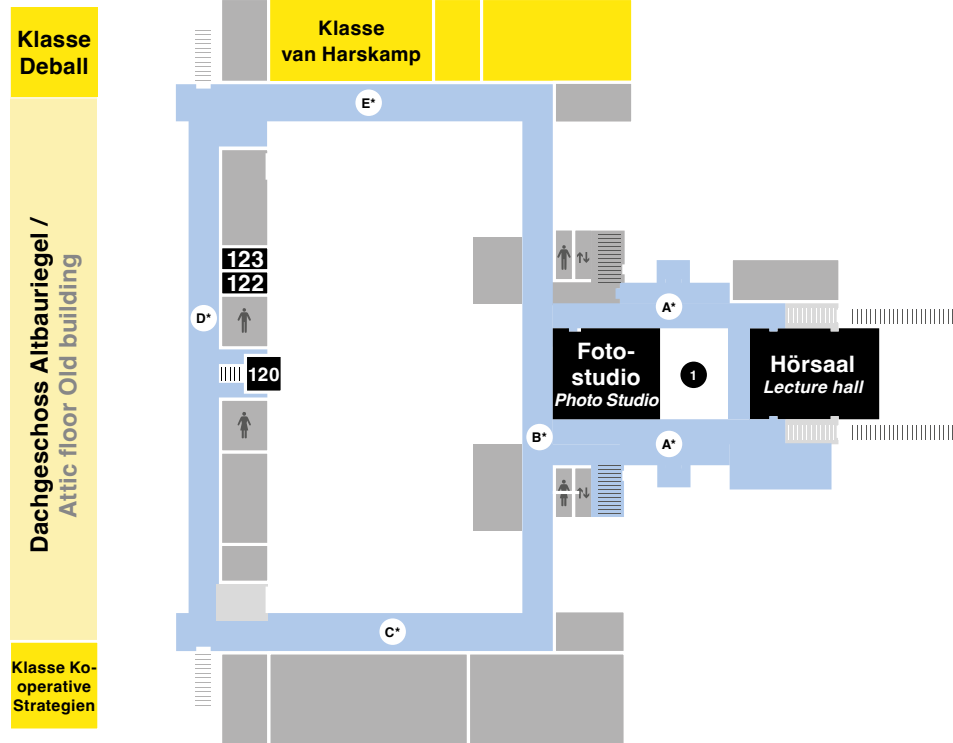 Klasse
Deball
Klasse
van Harskamp
E*
Dachgeschoss Altbauriegel /
Attic floor Old building
123
122
D*
120
A*
Foto-
studio
Photo Studio
1
Hörsaal
Lecture hall
B*
A*
C*
Klasse Ko-
operative
Strategien